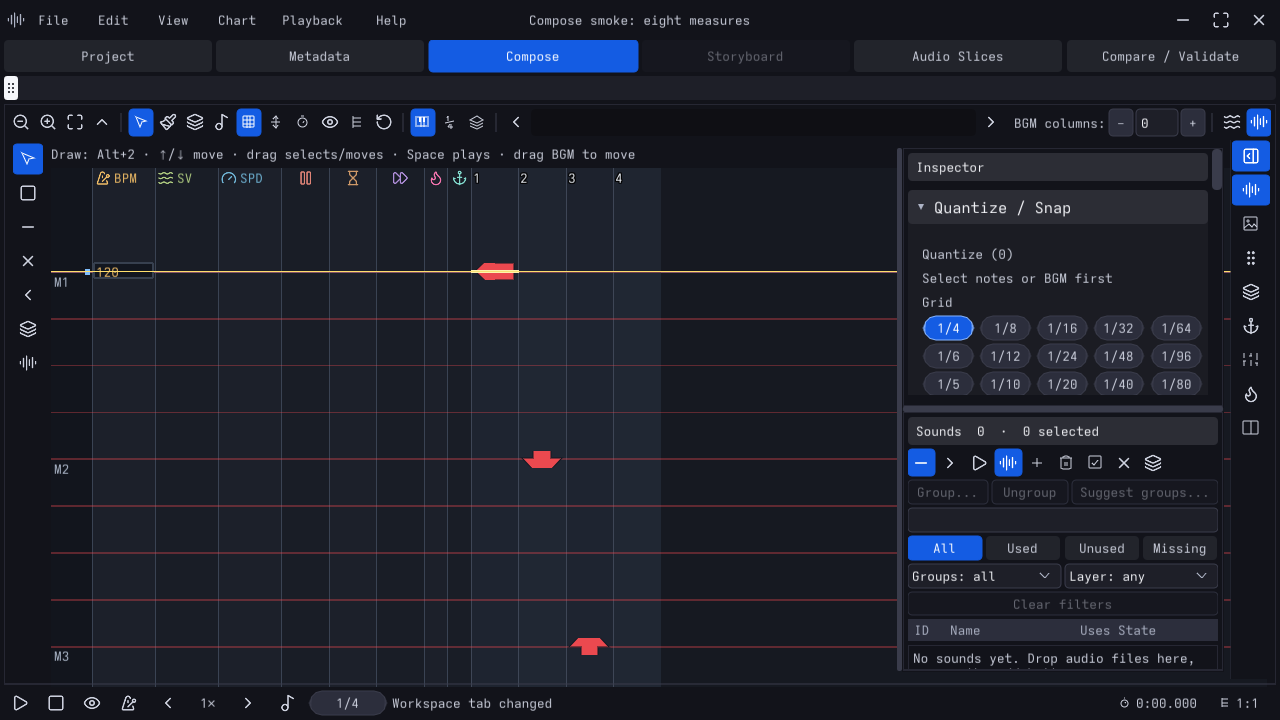 File Edit View Chart Playback Help Compose smoke: eight measures
Project Metadata Compose Storyboard Audio Slices Compare / Validate
BGM columns: − 0 +
Draw: Alt+2 · ↑/↓ move · drag selects/moves · Space plays · drag BGM to move
BPM SV SPD 1 2 3 4
120
M1
M2
M3
Inspector
▼ Quantize / Snap
Quantize (0)
Select notes or BGM first
Grid
1/4 1/8 1/16 1/32 1/64
1/6 1/12 1/24 1/48 1/96
1/5 1/10 1/20 1/40 1/80
Sounds 0 · 0 selected
Group... Ungroup Suggest groups...
All Used Unused Missing
Groups: all Layer: any
Clear filters
ID Name Uses State
No sounds yet. Drop audio files here,
1× 1/4 Workspace tab changed 0:00.000 1:1